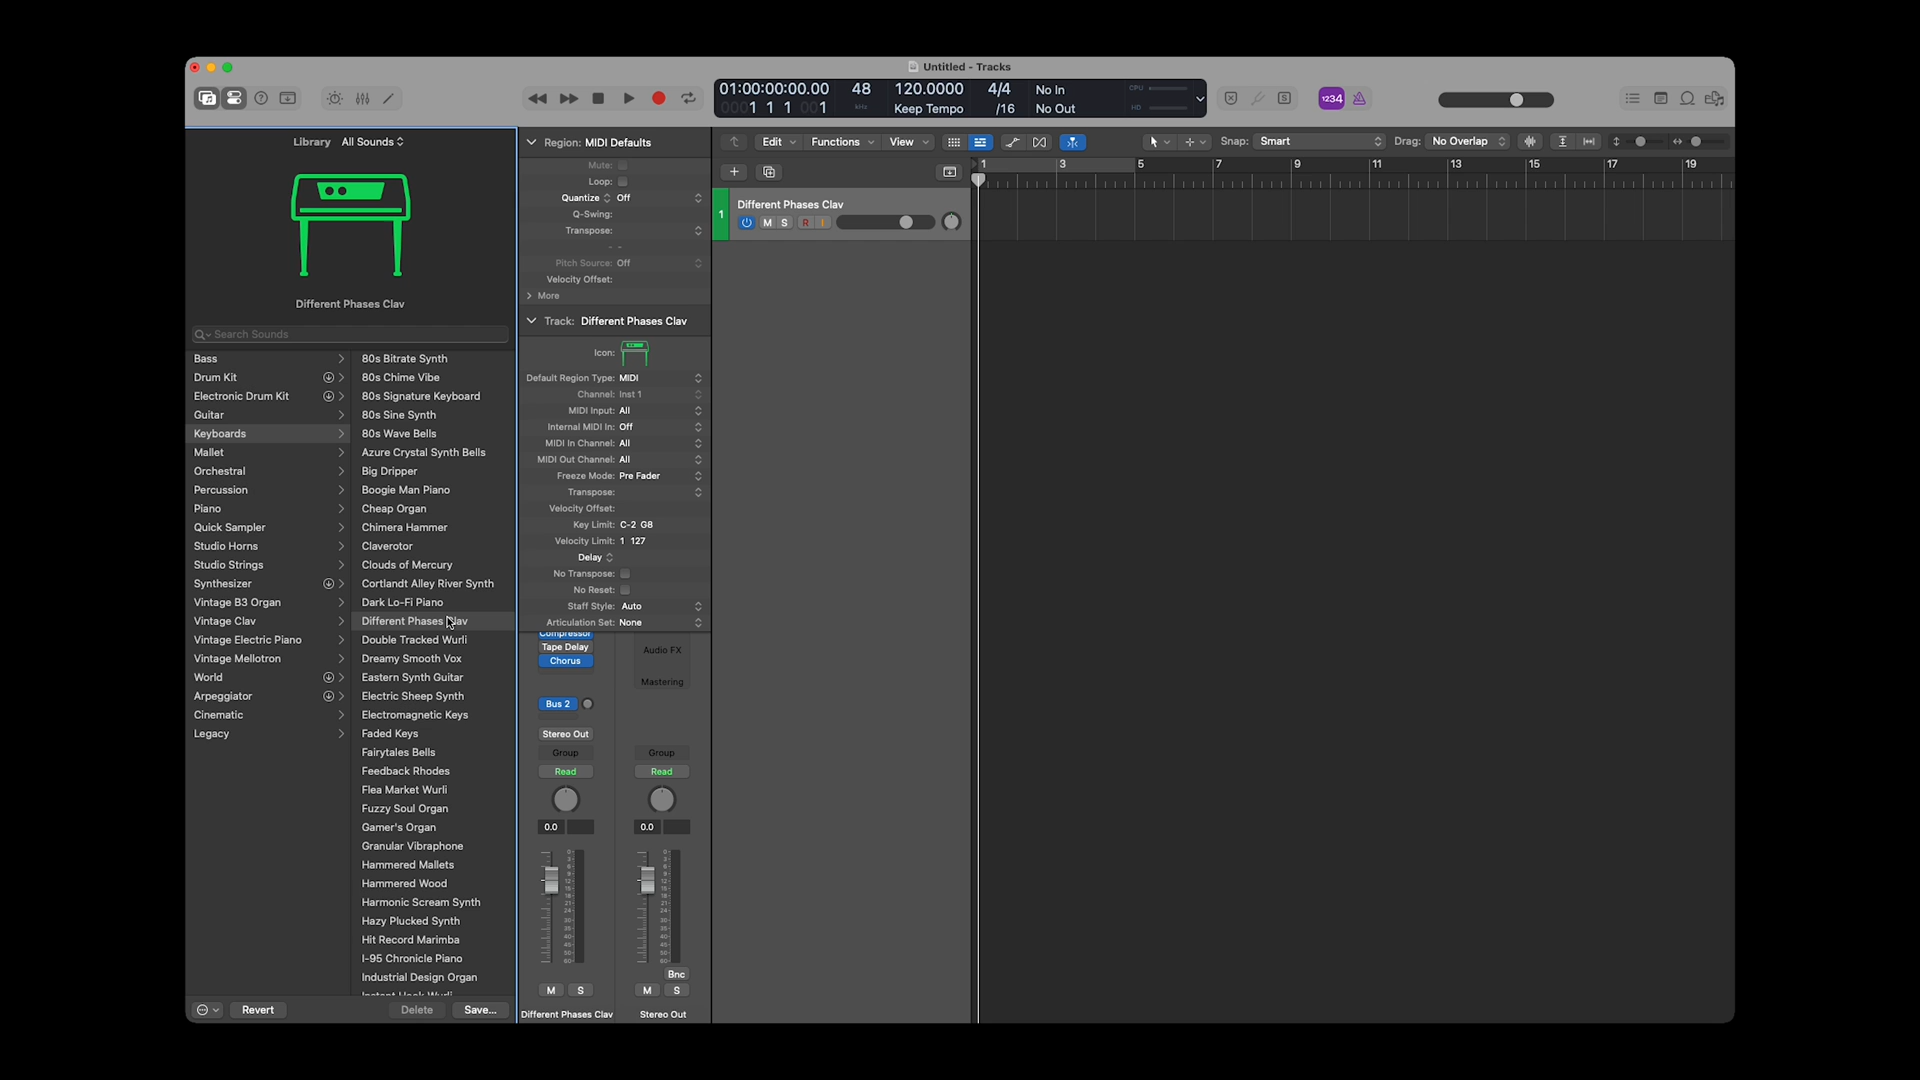 Untitled - Tracks
01:00:00:00.00 48 120.0000 4/4 No In CPU
0001 1 1 001 kHz Keep Tempo /16 No Out HD
1234
Library All Sounds
Different Phases Clav
Search Sounds
Bass
Drum Kit
Electronic Drum Kit
Guitar
Keyboards
Mallet
Orchestral
Percussion
Piano
Quick Sampler
Studio Horns
Studio Strings
Synthesizer
Vintage B3 Organ
Vintage Clav
Vintage Electric Piano
Vintage Mellotron
World
Arpeggiator
Cinematic
Legacy
80s Bitrate Synth
80s Chime Vibe
80s Signature Keyboard
80s Sine Synth
80s Wave Bells
Azure Crystal Synth Bells
Big Dripper
Boogie Man Piano
Cheap Organ
Chimera Hammer
Claverotor
Clouds of Mercury
Cortlandt Alley River Synth
Dark Lo-Fi Piano
Different Phases Clav
Double Tracked Wurli
Dreamy Smooth Vox
Eastern Synth Guitar
Electric Sheep Synth
Electromagnetic Keys
Faded Keys
Fairytales Bells
Feedback Rhodes
Flea Market Wurli
Fuzzy Soul Organ
Gamer's Organ
Granular Vibraphone
Hammered Mallets
Hammered Wood
Harmonic Scream Synth
Hazy Plucked Synth
Hit Record Marimba
I-95 Chronicle Piano
Industrial Design Organ
Revert Delete Save...
Region: MIDI Defaults
Mute:
Loop:
Quantize Off
Q-Swing:
Transpose:
- -
Pitch Source: Off
Velocity Offset:
More
Track: Different Phases Clav
Icon:
Default Region Type: MIDI
Channel: Inst 1
MIDI Input: All
Internal MIDI In: Off
MIDI In Channel: All
MIDI Out Channel: All
Freeze Mode: Pre Fader
Transpose:
Velocity Offset:
Key Limit: C-2 G8
Velocity Limit: 1 127
Delay
No Transpose:
No Reset:
Staff Style: Auto
Articulation Set: None
Compressor
Tape Delay
Chorus
Bus 2
Stereo Out
Group
Read
0.0
M S
Different Phases Clav
Audio FX
Mastering
Group
Read
0.0
Bnc
M S
Stereo Out
Edit Functions View Snap: Smart Drag: No Overlap
1 3 5 7 9 11 13 15 17 19
1 Different Phases Clav
M S R I